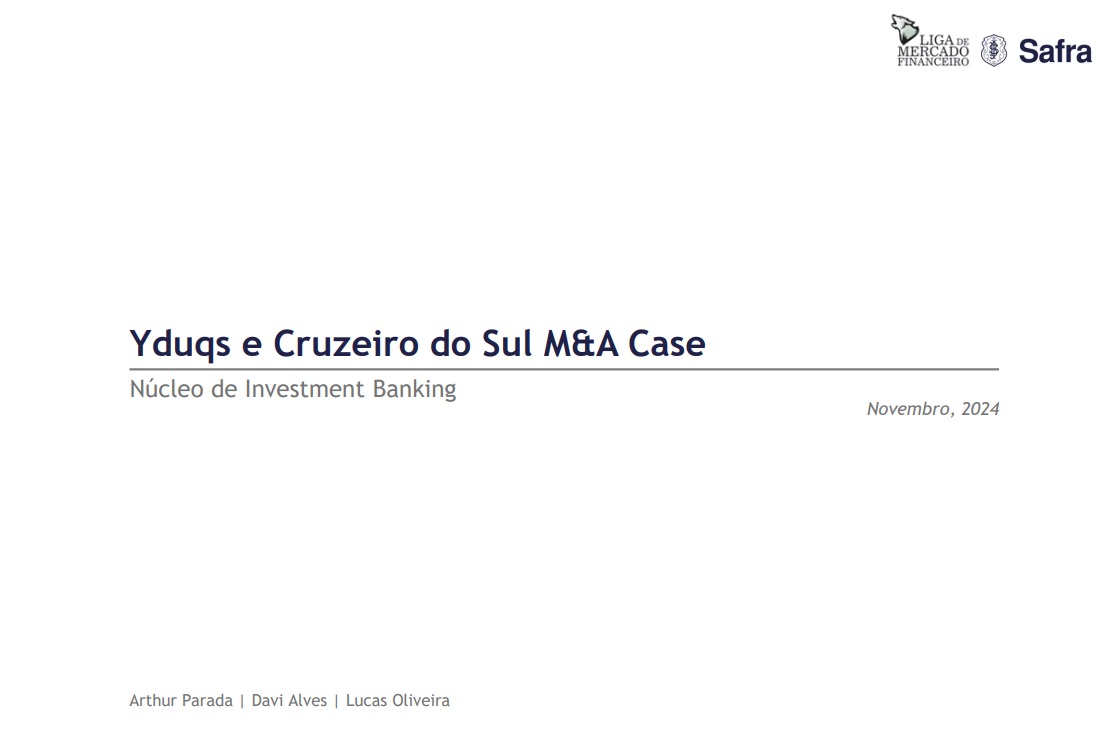 LIGA DE
MERCADO
FINANCEIRO
Safra
Yduqs e Cruzeiro do Sul M&A Case
Núcleo de Investment Banking
Novembro, 2024
Arthur Parada | Davi Alves | Lucas Oliveira